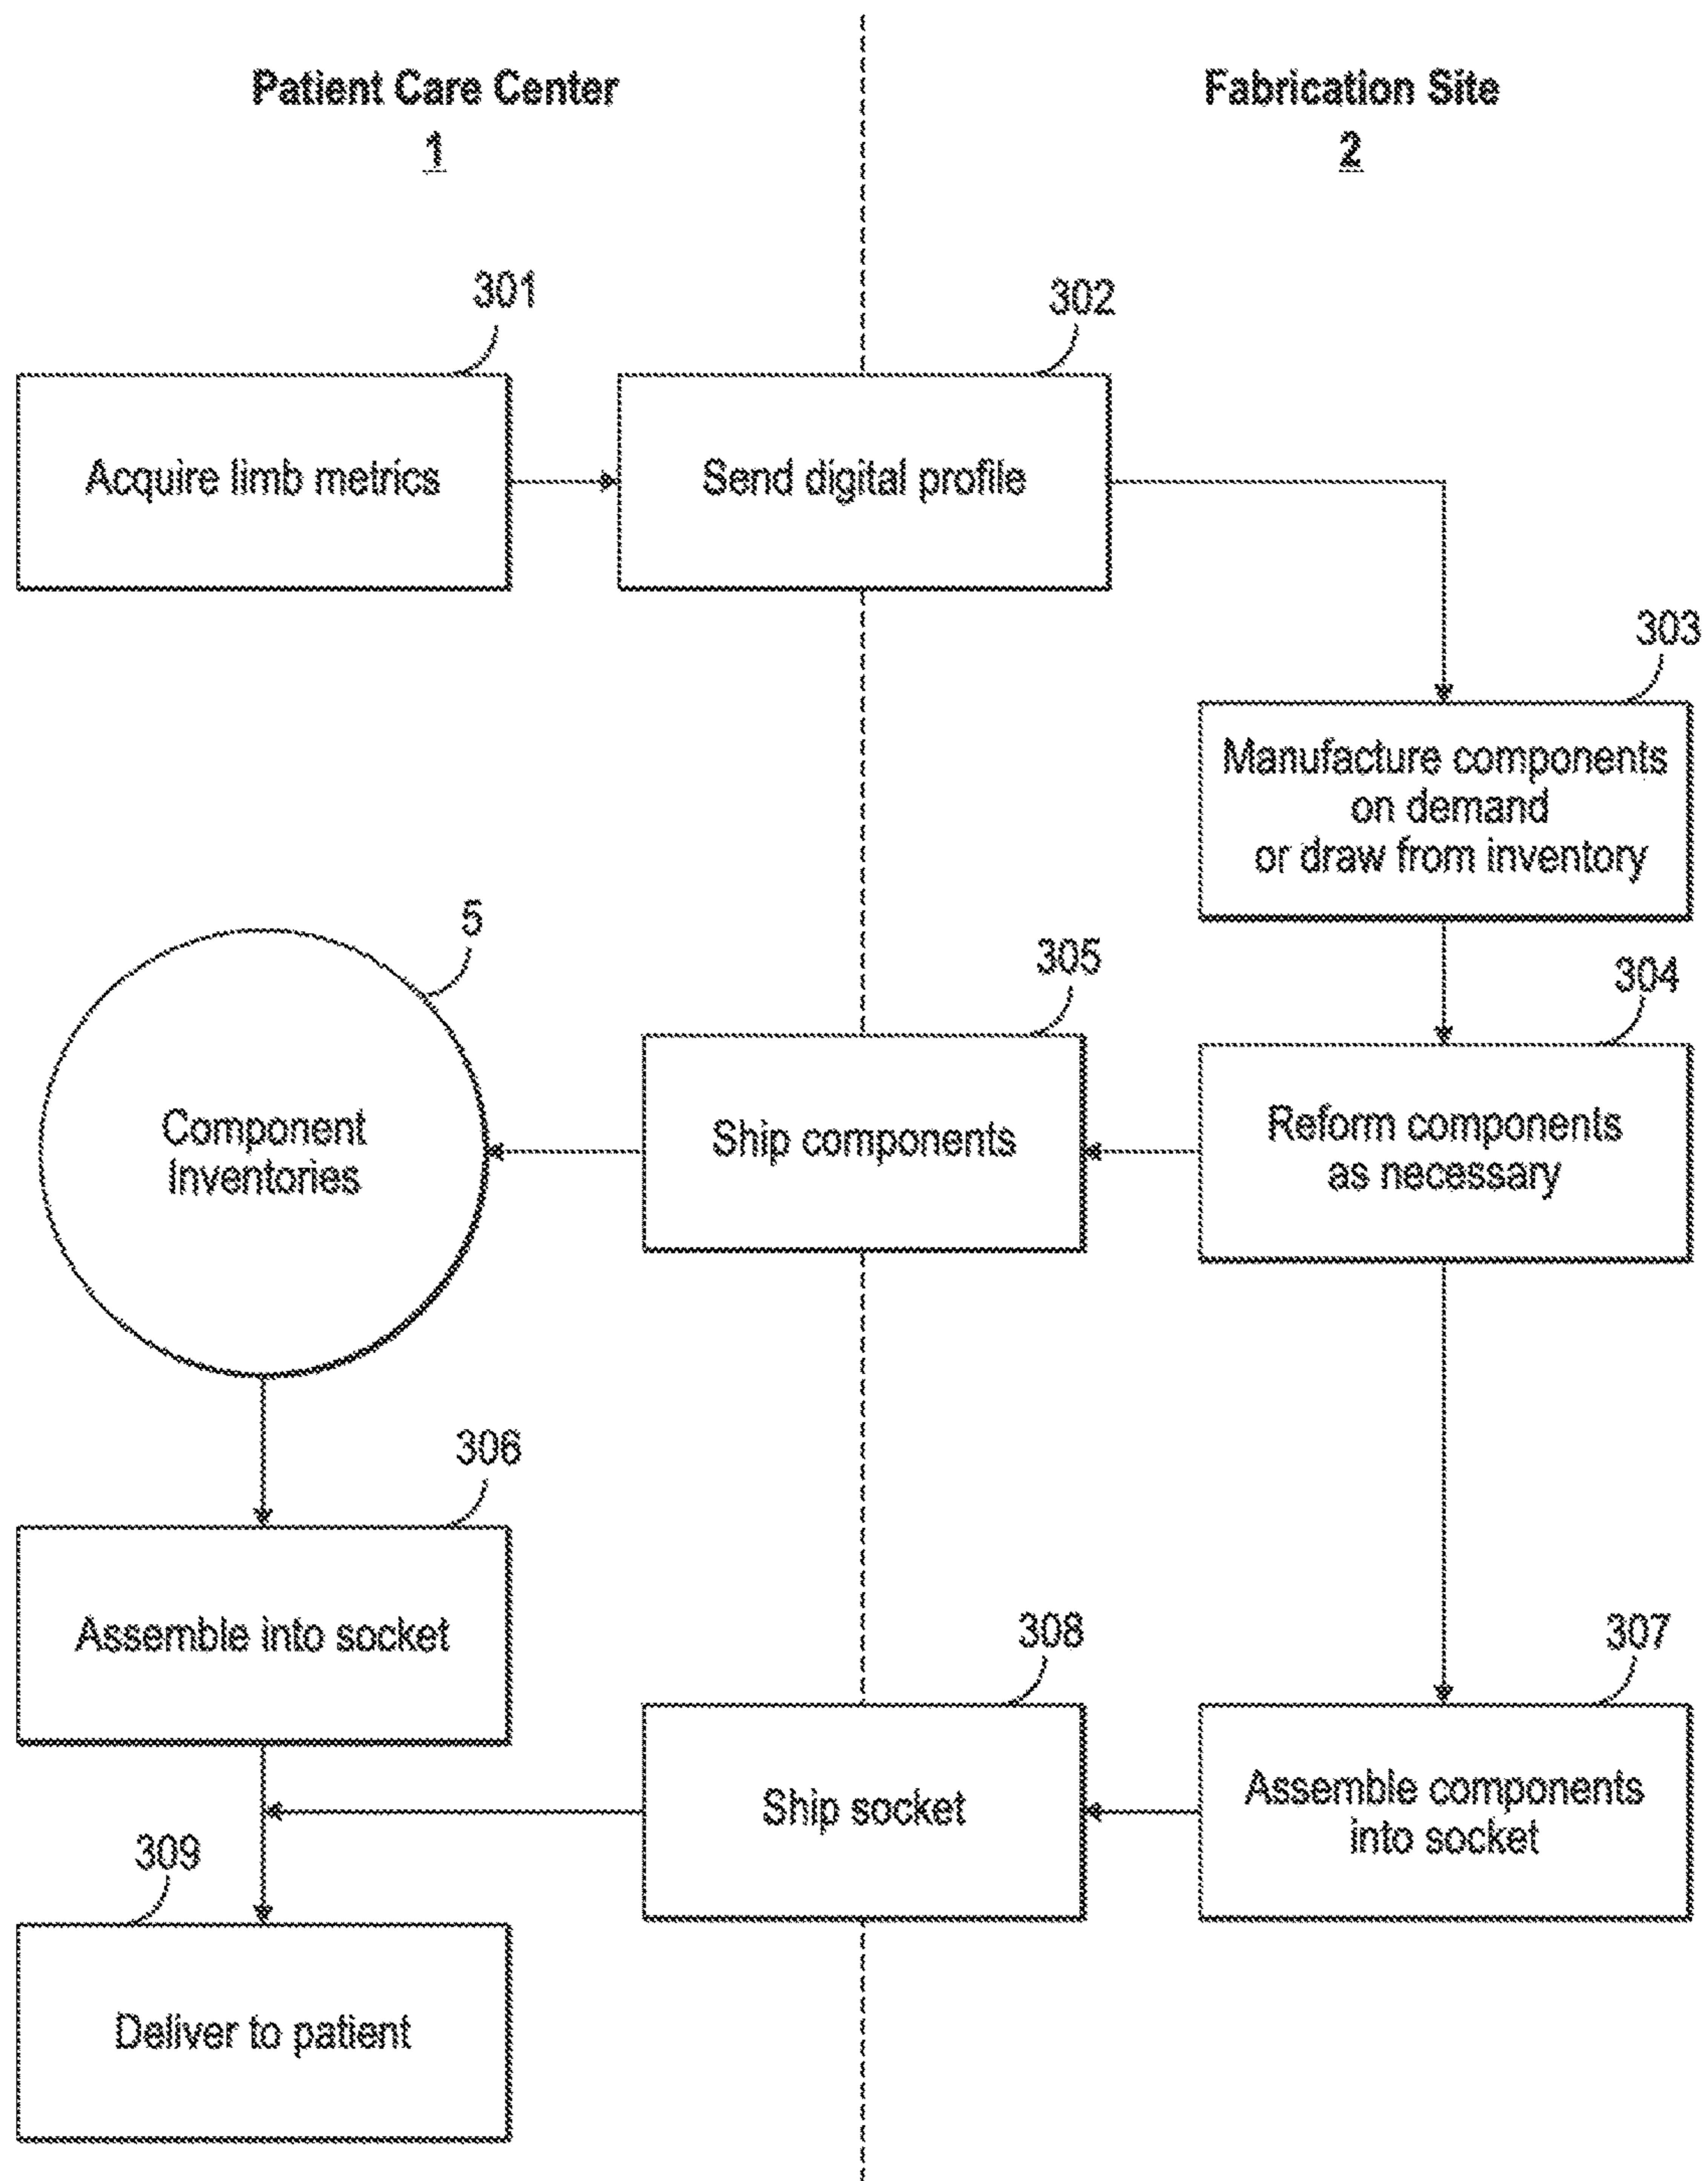 Patient Care Center
1
Fabrication Site
2
301
302
Acquire limb metrics
Send digital profile
303
Manufacture components
on demand
or draw from inventory
5
305
304
Component
Inventories
Ship components
Reform components
as necessary
306
Assemble into socket
308
307
Ship socket
Assemble components
into socket
309
Deliver to patient